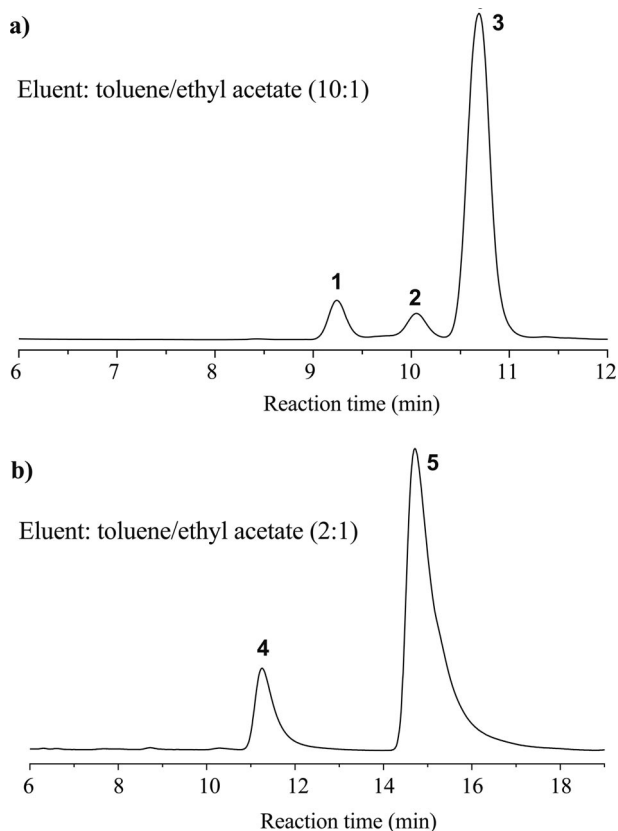 a)
3
Eluent: toluene/ethyl acetate (10:1)
1
2
6 7 8 9 10 11 12
Reaction time (min)
b)
5
Eluent: toluene/ethyl acetate (2:1)
4
6 8 10 12 14 16 18
Reaction time (min)